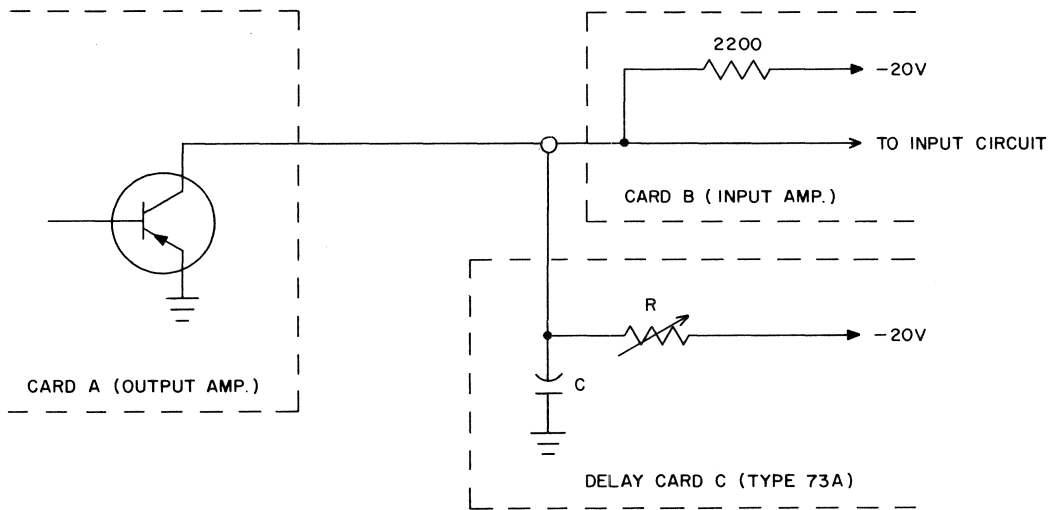 2200
-20V
TO INPUT CIRCUIT
CARD B (INPUT AMP.)
R
-20V
CARD A (OUTPUT AMP.)
C
DELAY CARD C (TYPE 73A)